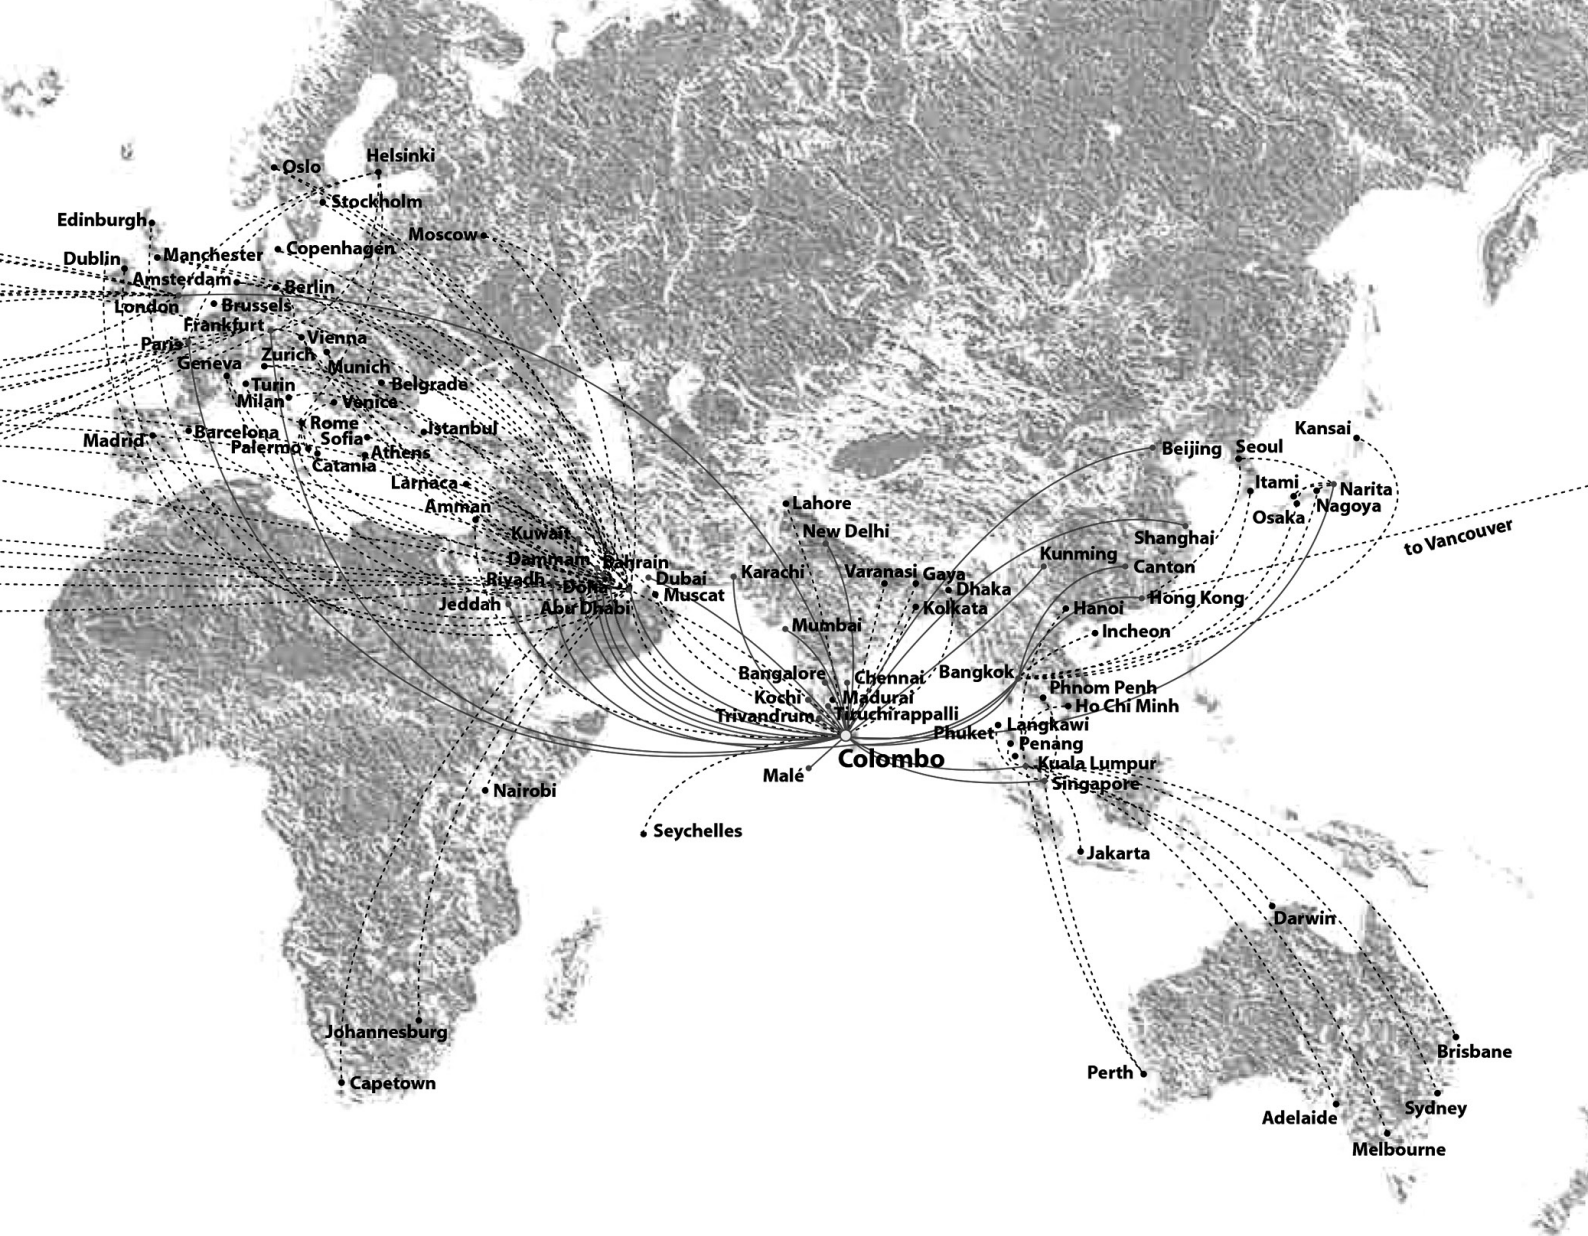 Oslo
Helsinki
Stockholm
Edinburgh
Moscow
Copenhagen
Dublin
Manchester
Amsterdam
Berlin
London
Brussels
Frankfurt
Vienna
Paris
Zurich
Geneva
Munich
Turin
Belgrade
Milan
Venice
Rome
Istanbul
Kansai
Barcelona
Sofia
Madrid
Palermo
Athens
Beijing
Seoul
Catania
Larnaca
Itami
Narita
Lahore
Amman
Nagoya
Osaka
Kuwait
New Delhi
Shanghai
to Vancouver
Dammam
Bahrain
Kunming
Riyadh
Doha
Dubai
Karachi
Varanasi
Gaya
Canton
Muscat
Dhaka
Jeddah
Abu Dhabi
Kolkata
Hanoi
Hong Kong
Mumbai
Incheon
Bangalore
Chennai
Bangkok
Kochi
Madurai
Phnom Penh
Trivandrum
Tiruchirappalli
Ho Chi Minh
Phuket
Langkawi
Penang
Colombo
Kuala Lumpur
Malé
Singapore
Nairobi
Seychelles
Jakarta
Darwin
Johannesburg
Brisbane
Capetown
Perth
Sydney
Adelaide
Melbourne